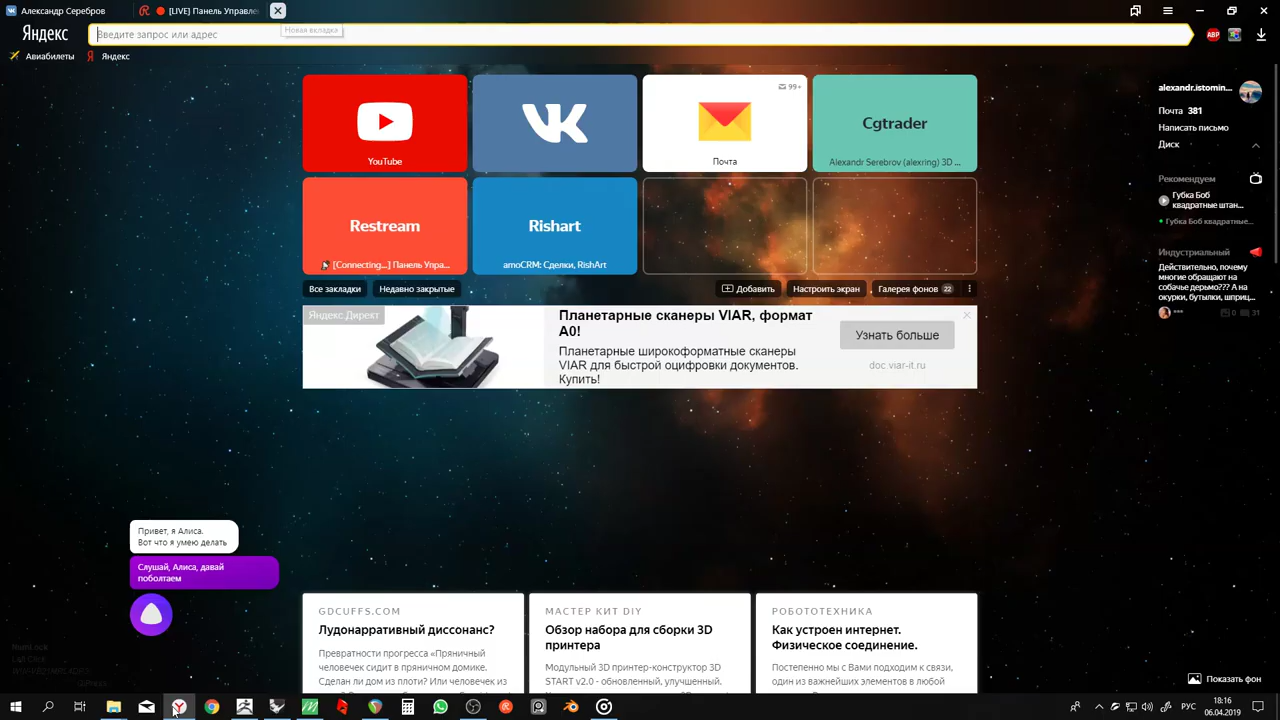 Александр Серебров
[LIVE] Панель Управле
Яндекс
Введите запрос или адрес
Новая вкладка
ABP
Авиабилеты
Яндекс
YouTube
99+
Почта
Cgtrader
Alexandr Serebrov (alexring) 3D ...
Restream
[Connecting...] Панель Упра...
Rishart
amoCRM: Сделки, RishArt
Все закладки
Недавно закрытые
Добавить
Настроить экран
Галерея фонов 22
Яндекс.Директ
Планетарные сканеры VIAR, формат
A0!
Планетарные широкоформатные сканеры
VIAR для быстрой оцифровки документов.
Купить!
Узнать больше
doc.viar-it.ru
alexandr.istomin...
Почта 381
Написать письмо
Диск
Рекомендуем
Губка Боб
квадратные штан...
Губка Боб квадратные...
Индустриальный
Действительно, почему
многие обращают на
собачье дермо??? А на
окурки, бутылки, шприц...
***
0
31
Привет, я Алиса.
Вот что я умею делать
Слушай, Алиса, давай
поболтаем
GDCUFFS.COM
Лудонарративный диссонанс?
Превратности прогресса «Пряничный
человечек сидит в пряничном домике.
Сделан ли дом из плоти? Или человечек из
МАСТЕР КИТ DIY
Обзор набора для сборки 3D
принтера
Модульный 3D принтер-конструктор 3D
START v2.0 - обновленный, улучшенный.
РОБОТОТЕХНИКА
Как устроен интернет.
Физическое соединение.
Постепенно мы с Вами подходим к связи,
один из важнейших элементов в любой
Показать фон
РУС
18:16
06.04.2019